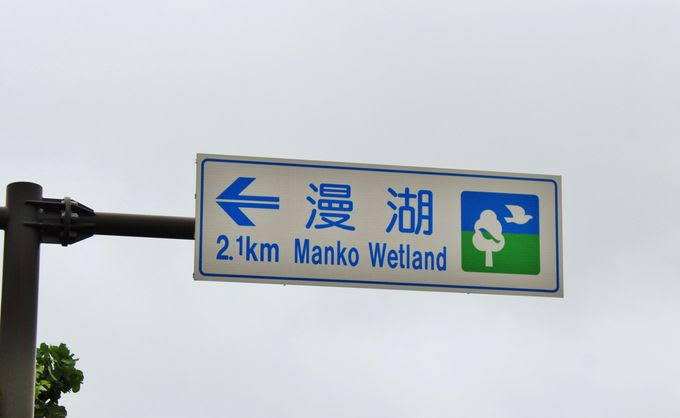 漫湖
2.1km Manko Wetland